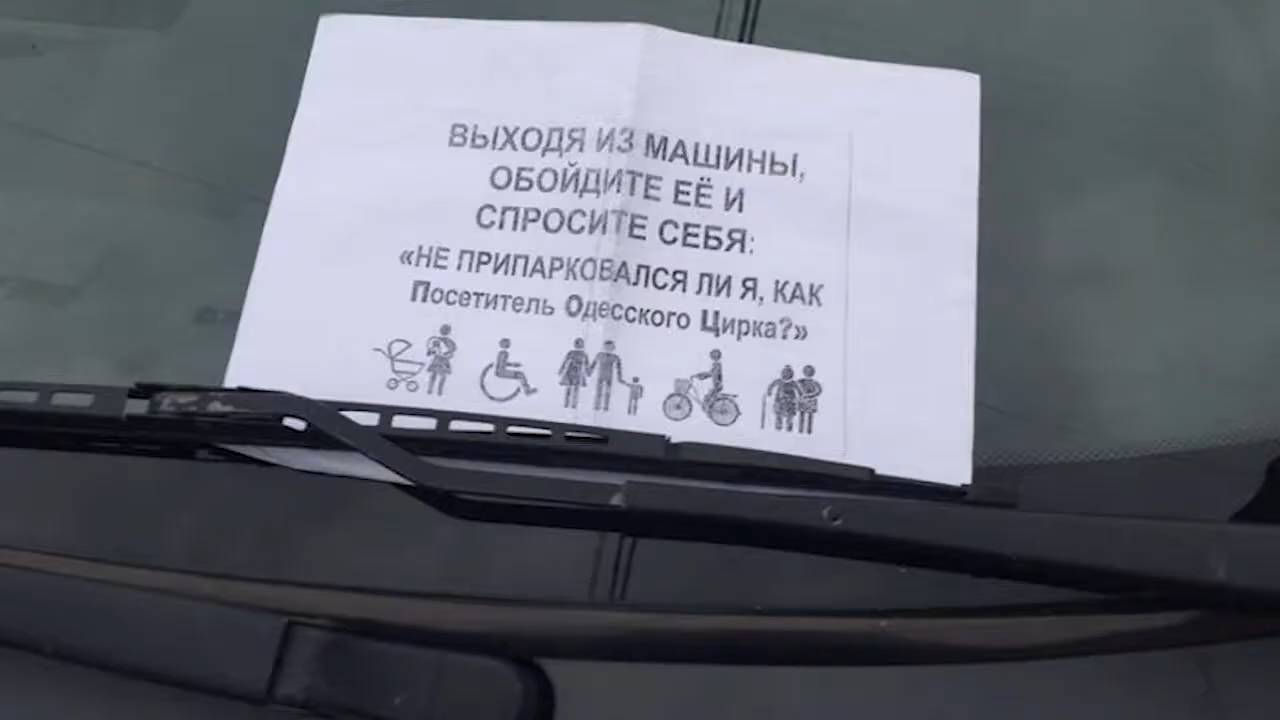 ВЫХОДЯ ИЗ МАШИНЫ,
ОБОЙДИТЕ ЕЁ И
СПРОСИТЕ СЕБЯ:
«НЕ ПРИПАРКОВАЛСЯ ЛИ Я, КАК
Посетитель Одесского Цирка?»